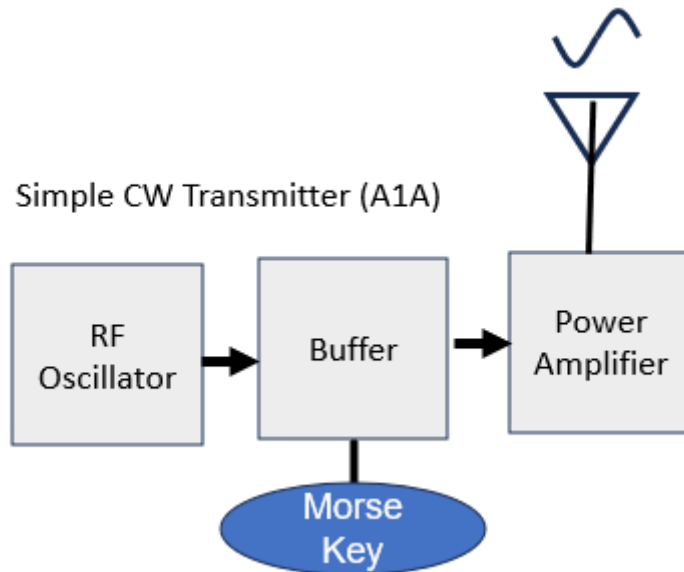 Simple CW Transmitter (A1A)
RF
Oscillator
Buffer
Power
Amplifier
Morse
Key